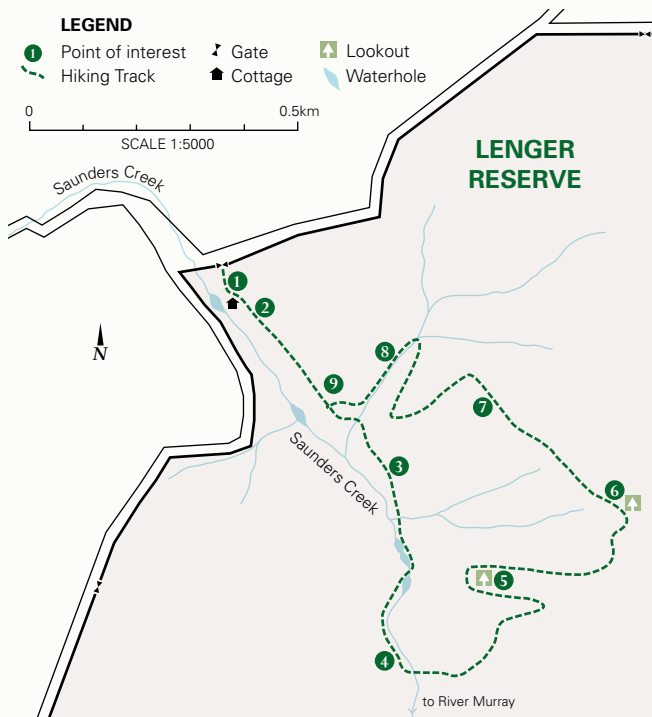 LEGEND
1 Point of interest
Hiking Track
Gate
Cottage
Lookout
Waterhole
0 0.5km
SCALE 1:5000
LENGER
RESERVE
Saunders Creek
1
2
N
8
9
7
3
Saunders Creek
6
5
4
to River Murray